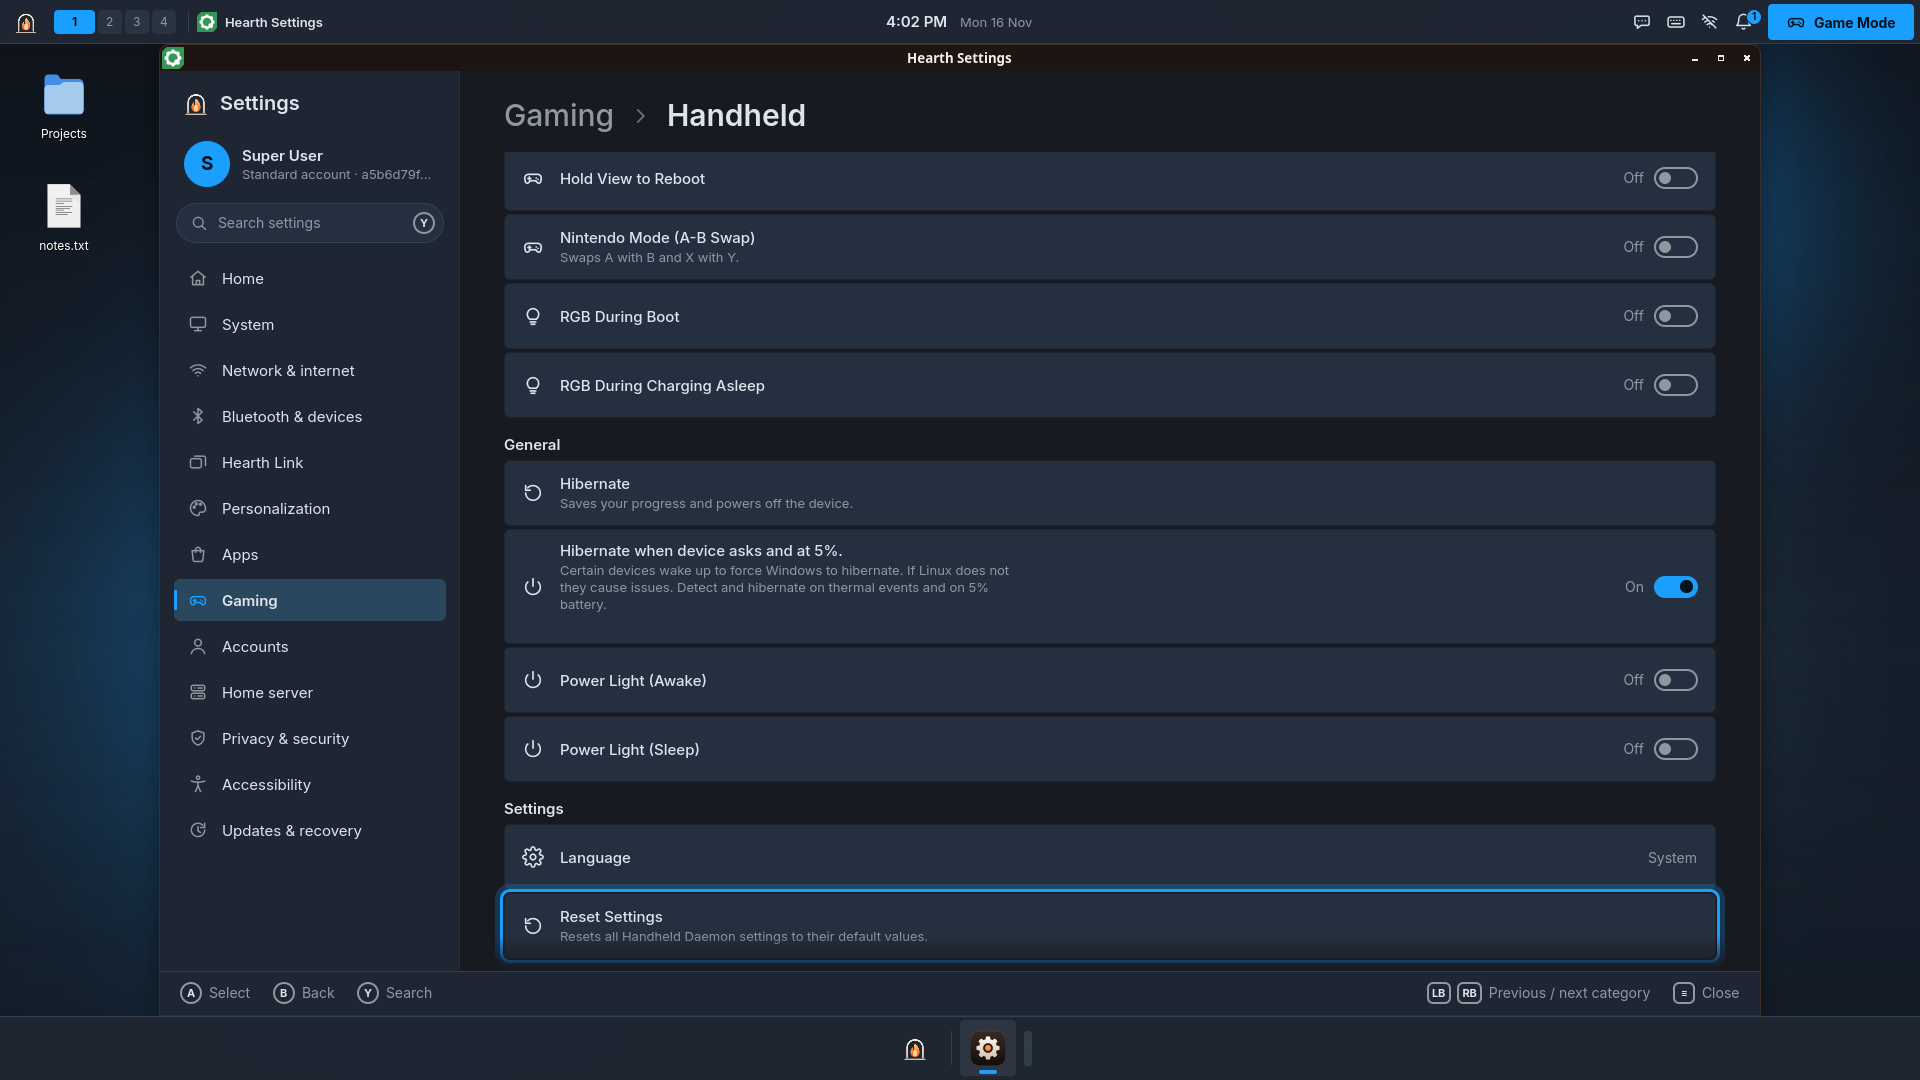 1
2
3
4
Hearth Settings
4:02 PM
Mon 16 Nov
1
Game Mode
Hearth Settings
Projects
notes.txt
Settings
S
Super User
Standard account · a5b6d79f...
Search settings
Y
Home
System
Network & internet
Bluetooth & devices
Hearth Link
Personalization
Apps
Gaming
Accounts
Home server
Privacy & security
Accessibility
Updates & recovery
Gaming
Handheld
Hold View to Reboot
Off
Nintendo Mode (A-B Swap)
Swaps A with B and X with Y.
Off
RGB During Boot
Off
RGB During Charging Asleep
Off
General
Hibernate
Saves your progress and powers off the device.
Hibernate when device asks and at 5%.
Certain devices wake up to force Windows to hibernate. If Linux does not
they cause issues. Detect and hibernate on thermal events and on 5%
battery.
On
Power Light (Awake)
Off
Power Light (Sleep)
Off
Settings
Language
System
Reset Settings
Resets all Handheld Daemon settings to their default values.
A Select
B Back
Y Search
LB RB Previous / next category
Close